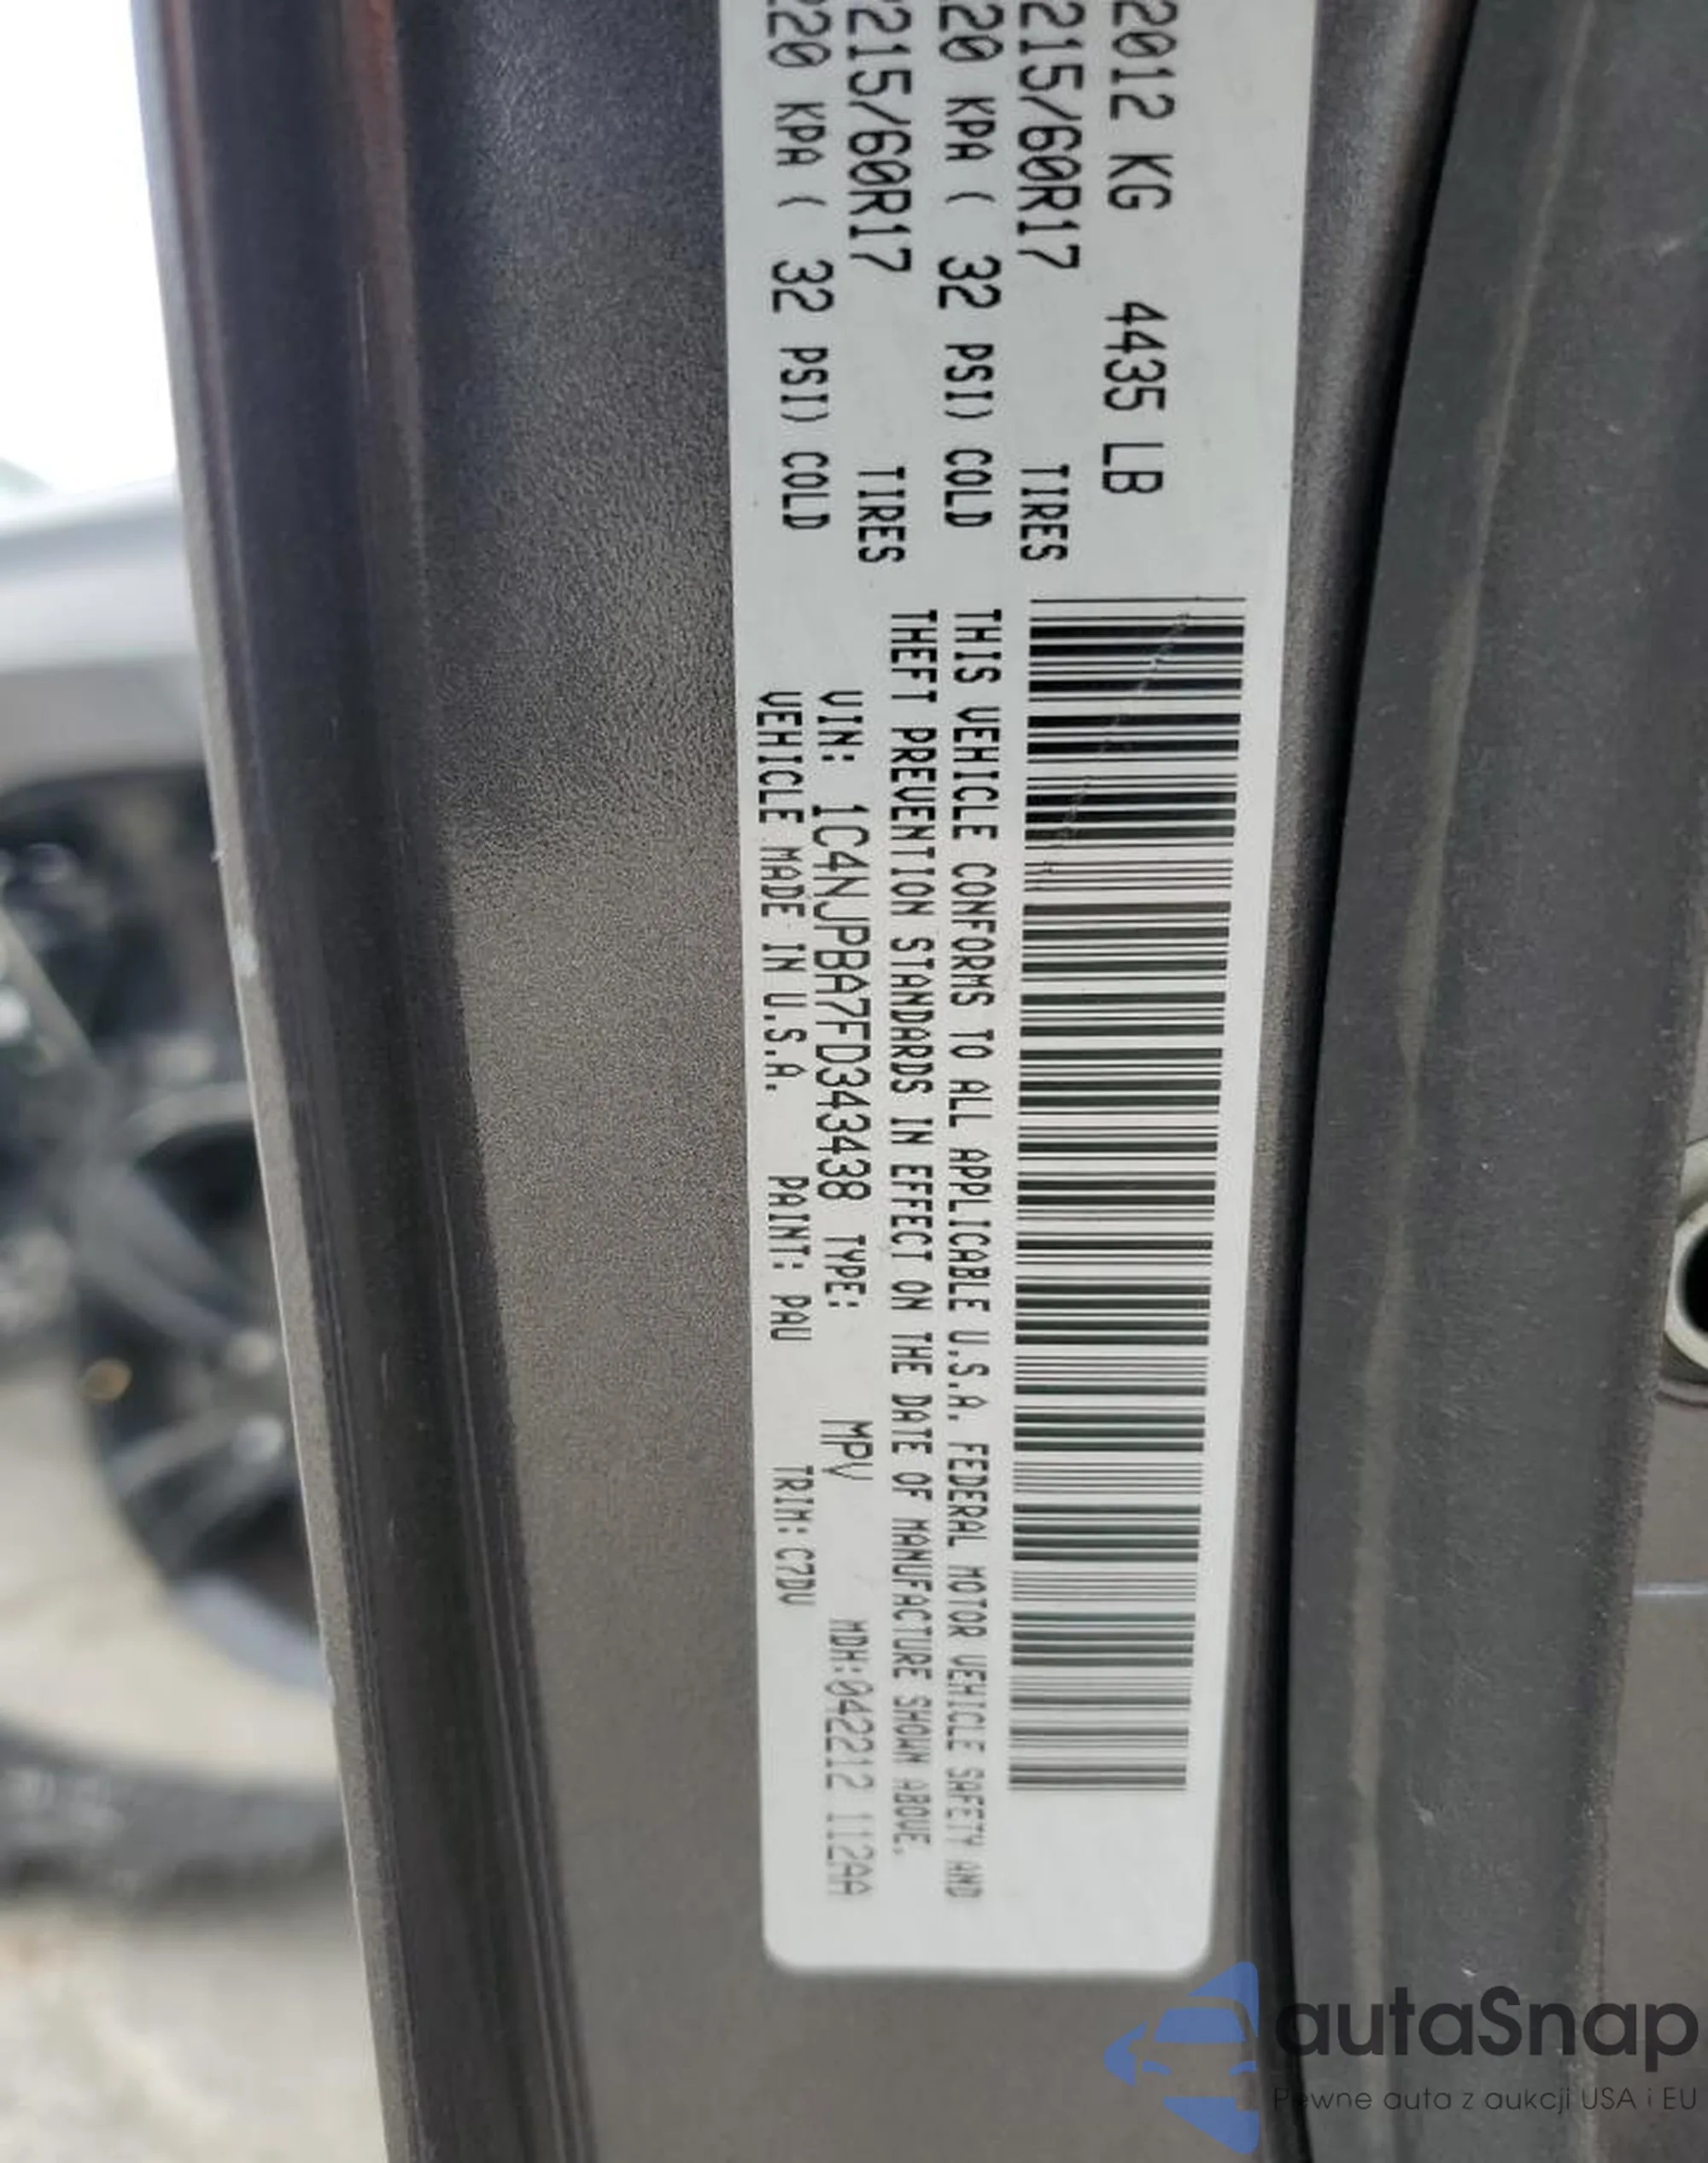 2012 KG 4435 LB
215/60R17 TIRES
220 KPA ( 32 PSI) COLD
215/60R17 TIRES
220 KPA ( 32 PSI) COLD
THIS VEHICLE CONFORMS TO ALL APPLICABLE U.S.A. FEDERAL MOTOR VEHICLE SAFETY AND
THEFT PREVENTION STANDARDS IN EFFECT ON THE DATE OF MANUFACTURE SHOWN ABOVE.
VIN: 1C4NJPBA7FD343438 TYPE: MPV MDH:042212 112AA
VEHICLE MADE IN U.S.A. PAINT: PAU TRIM: C7DV
autaSnap
Pewne auta z aukcji USA i EU